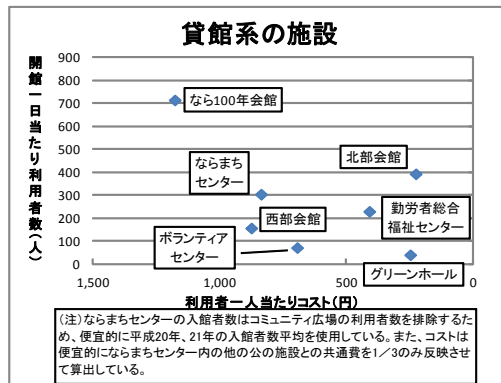 貸館系の施設
開館一日当たり利用者数(人)
900
800
700
600
500
400
300
200
100
0
なら100年会館
ならまち
センター
北部会館
西部会館
勤労者総合
福祉センター
ボランティア
センター
グリーンホール
1,500
1,000
500
0
利用者一人当たりコスト(円)
(注)ならまちセンターの入館者数はコミュニティ広場の利用者数を排除するた
め、便宜的に平成20年、21年の入館者数平均を使用している。また、コストは
便宜的にならまちセンター内の他の公の施設との共通費を1/3のみ反映させ
て算出している。